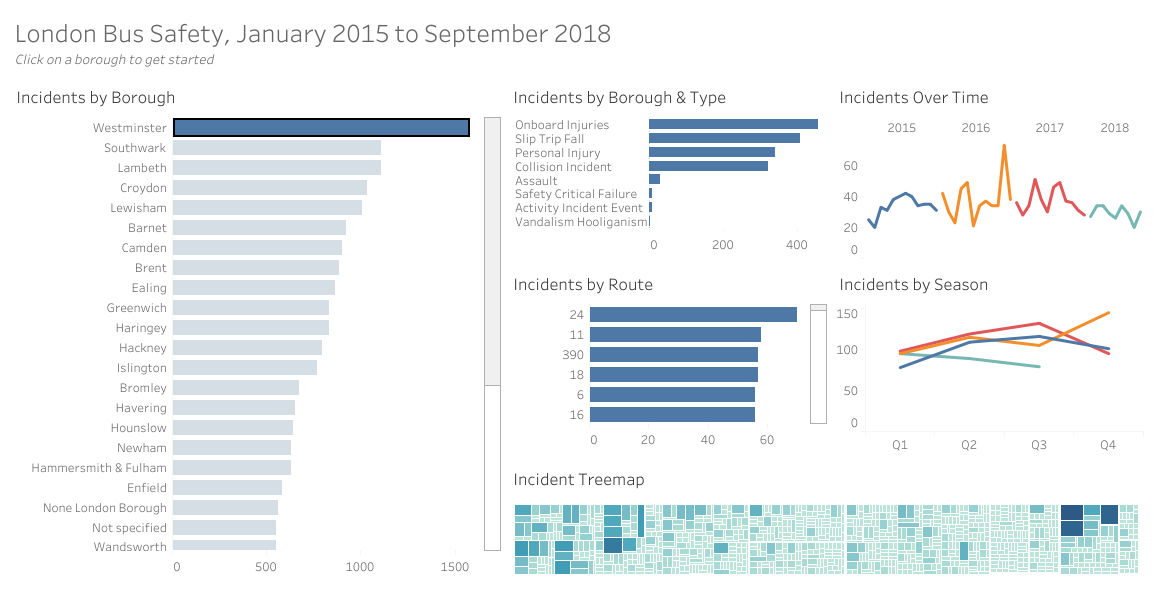 London Bus Safety, January 2015 to September 2018
Click on a borough to get started
Incidents by Borough
Westminster
Southwark
Lambeth
Croydon
Lewisham
Barnet
Camden
Brent
Ealing
Greenwich
Haringey
Hackney
Islington
Bromley
Havering
Hounslow
Newham
Hammersmith & Fulham
Enfield
None London Borough
Not specified
Wandsworth
0 500 1000 1500
Incidents by Borough & Type
Onboard Injuries
Slip Trip Fall
Personal Injury
Collision Incident
Assault
Safety Critical Failure
Activity Incident Event
Vandalism Hooliganism
0 200 400
Incidents Over Time
2015 2016 2017 2018
60
40
20
0
Incidents by Route
24
11
390
18
6
16
0 20 40 60
Incidents by Season
150
100
50
0
Q1 Q2 Q3 Q4
Incident Treemap